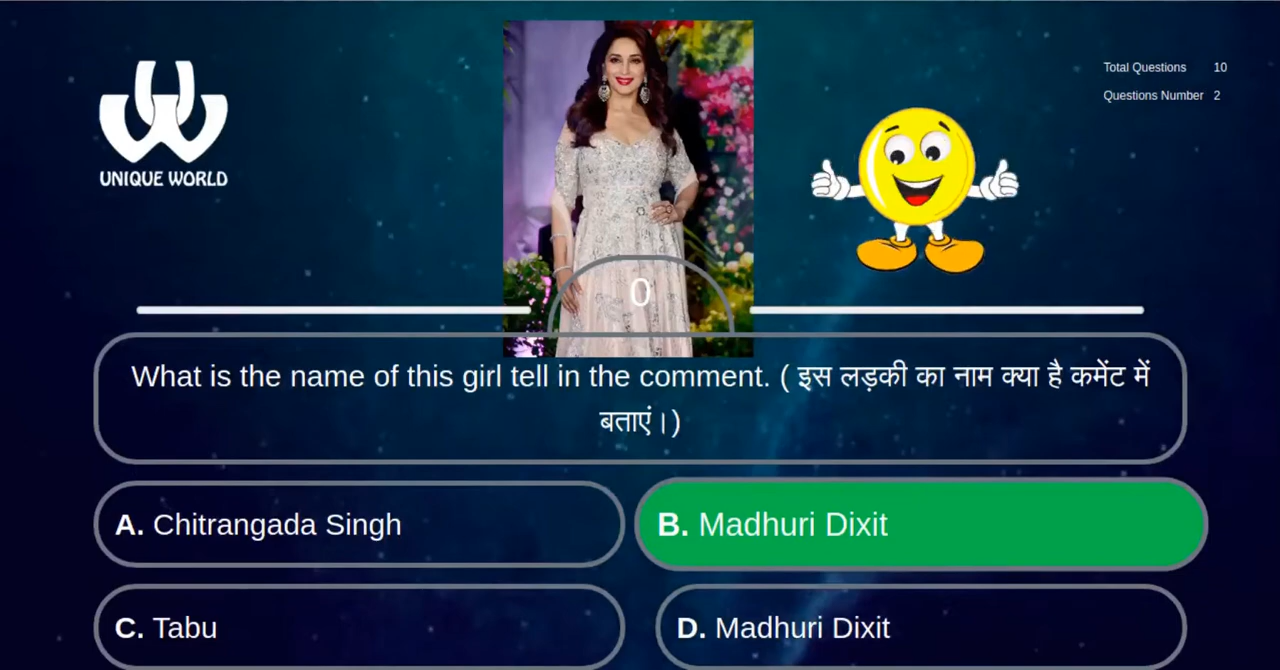 UNIQUE WORLD
Total Questions 10
Questions Number 2
0
What is the name of this girl tell in the comment. ( इस लड़की का नाम क्या है कमेंट में
बताएं।)
A. Chitrangada Singh
B. Madhuri Dixit
C. Tabu
D. Madhuri Dixit